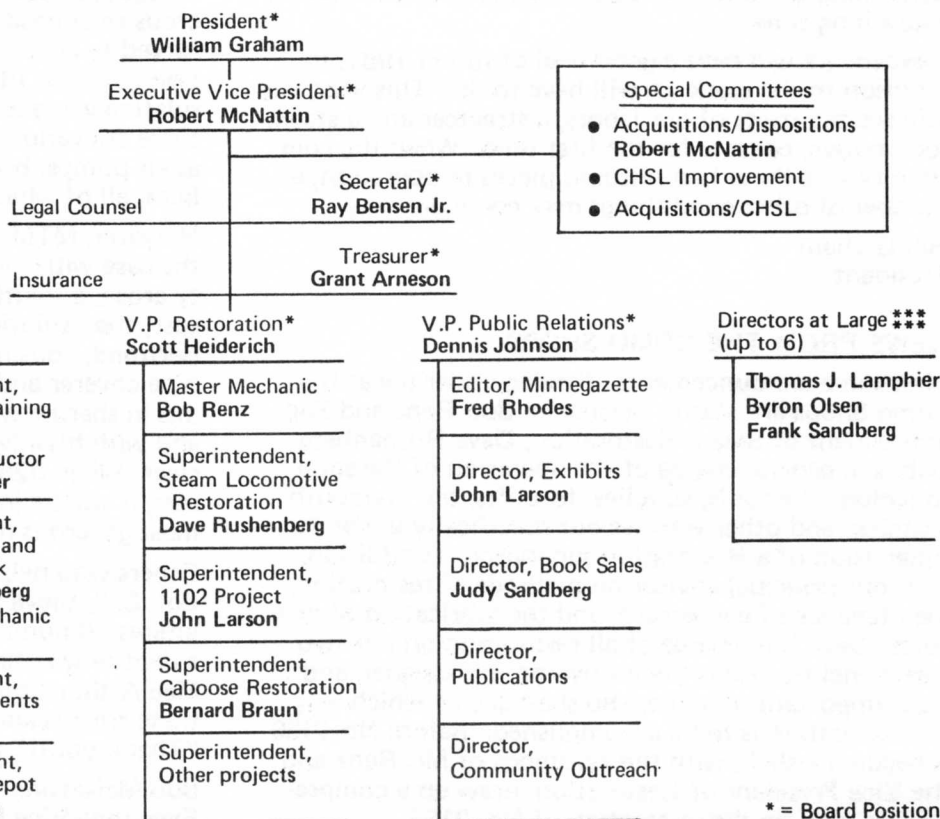 President*
William Graham
Executive Vice President*
Robert McNattin
Special Committees
● Acquisitions/Dispositions
Robert McNattin
● CHSL Improvement
● Acquisitions/CHSL
Secretary*
Ray Bensen Jr.
Legal Counsel
Treasurer*
Grant Arneson
Insurance
V.P. Restoration*
Scott Heiderich
V.P. Public Relations*
Dennis Johnson
Directors at Large ******
(up to 6)
Thomas J. Lamphier
Byron Olsen
Frank Sandberg
Master Mechanic
Bob Renz
Superintendent,
Steam Locomotive
Restoration
Dave Rushenberg
Superintendent,
1102 Project
John Larson
Superintendent,
Caboose Restoration
Bernard Braun
Superintendent,
Other projects
Editor, Minnegazette
Fred Rhodes
Director, Exhibits
John Larson
Director, Book Sales
Judy Sandberg
Director,
Publications
Director,
Community Outreach
* = Board Position